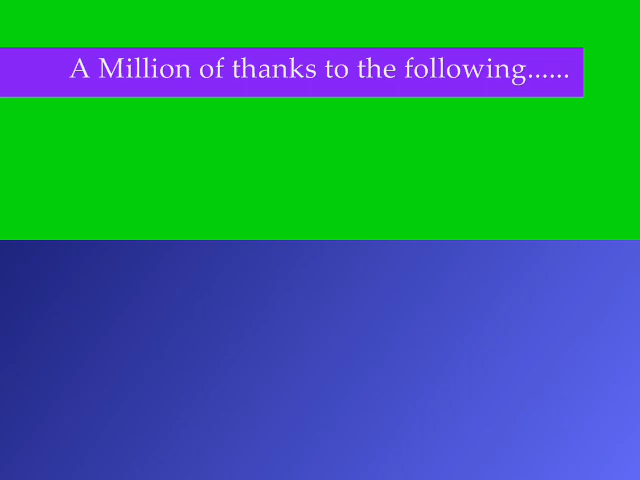 A Million of thanks to the following......